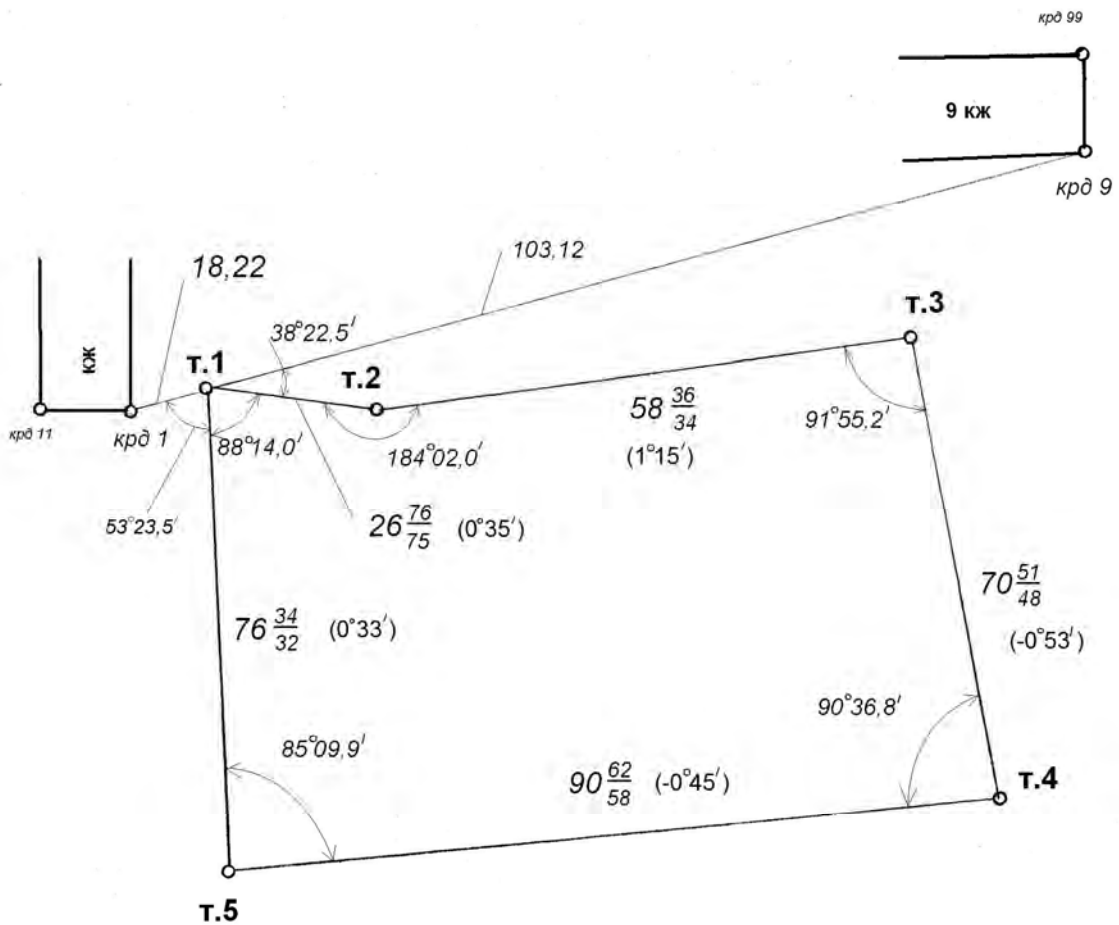 крд 99
9 кж
крд 9
103,12
18,22
38°22,5′
т.3
т.1
кж
т.2
58 36/34
(1°15′)
91°55,2′
крд 11
крд 1
88°14,0′
184°02,0′
53°23,5′
26 76/75 (0°35′)
70 51/48
(-0°53′)
76 34/32 (0°33′)
90°36,8′
85°09,9′
90 62/58 (-0°45′)
т.4
т.5